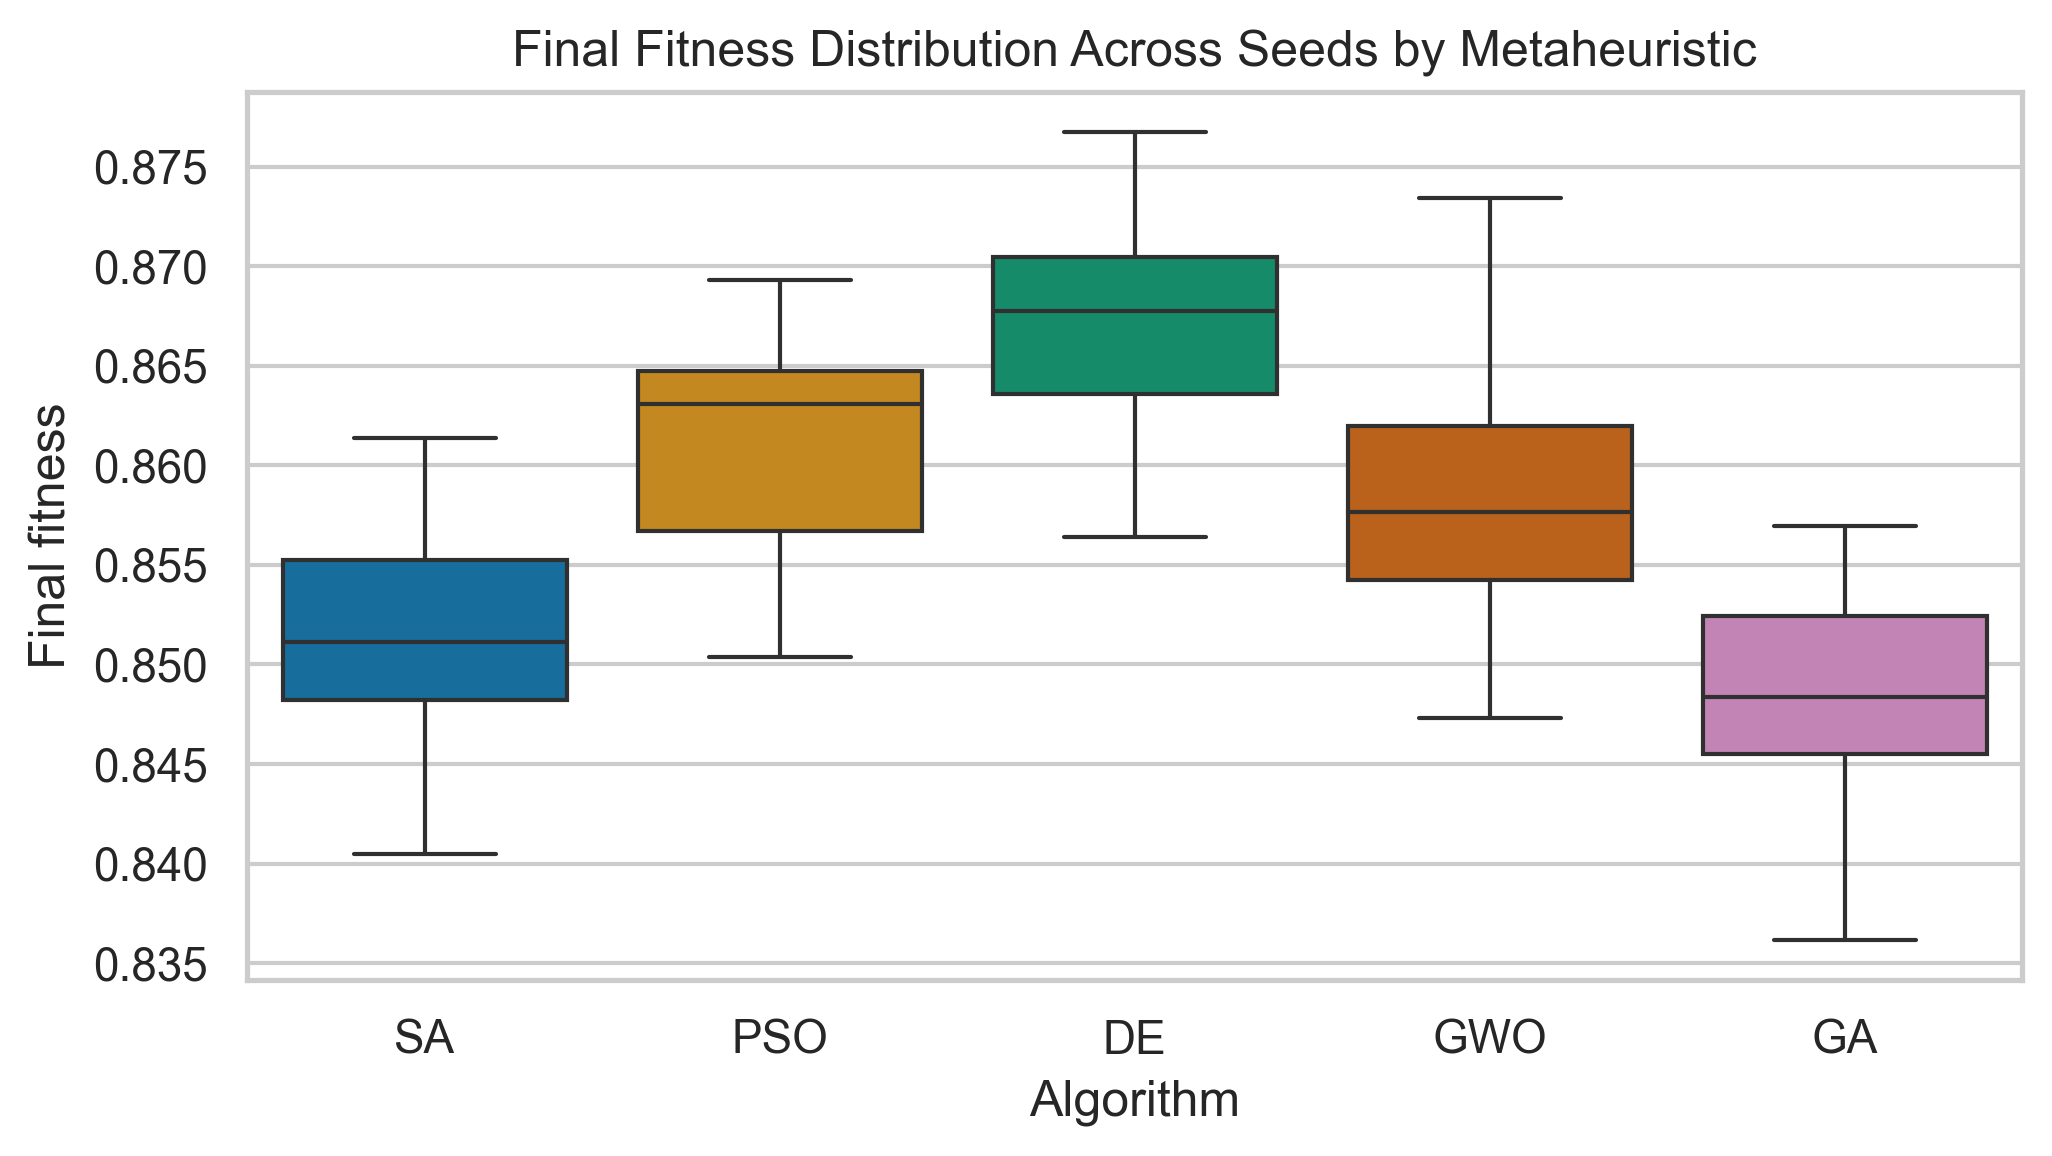 Final Fitness Distribution Across Seeds by Metaheuristic
0.875
0.870
0.865
0.860
0.855
0.850
0.845
0.840
0.835
Final fitness
SA PSO DE GWO GA
Algorithm